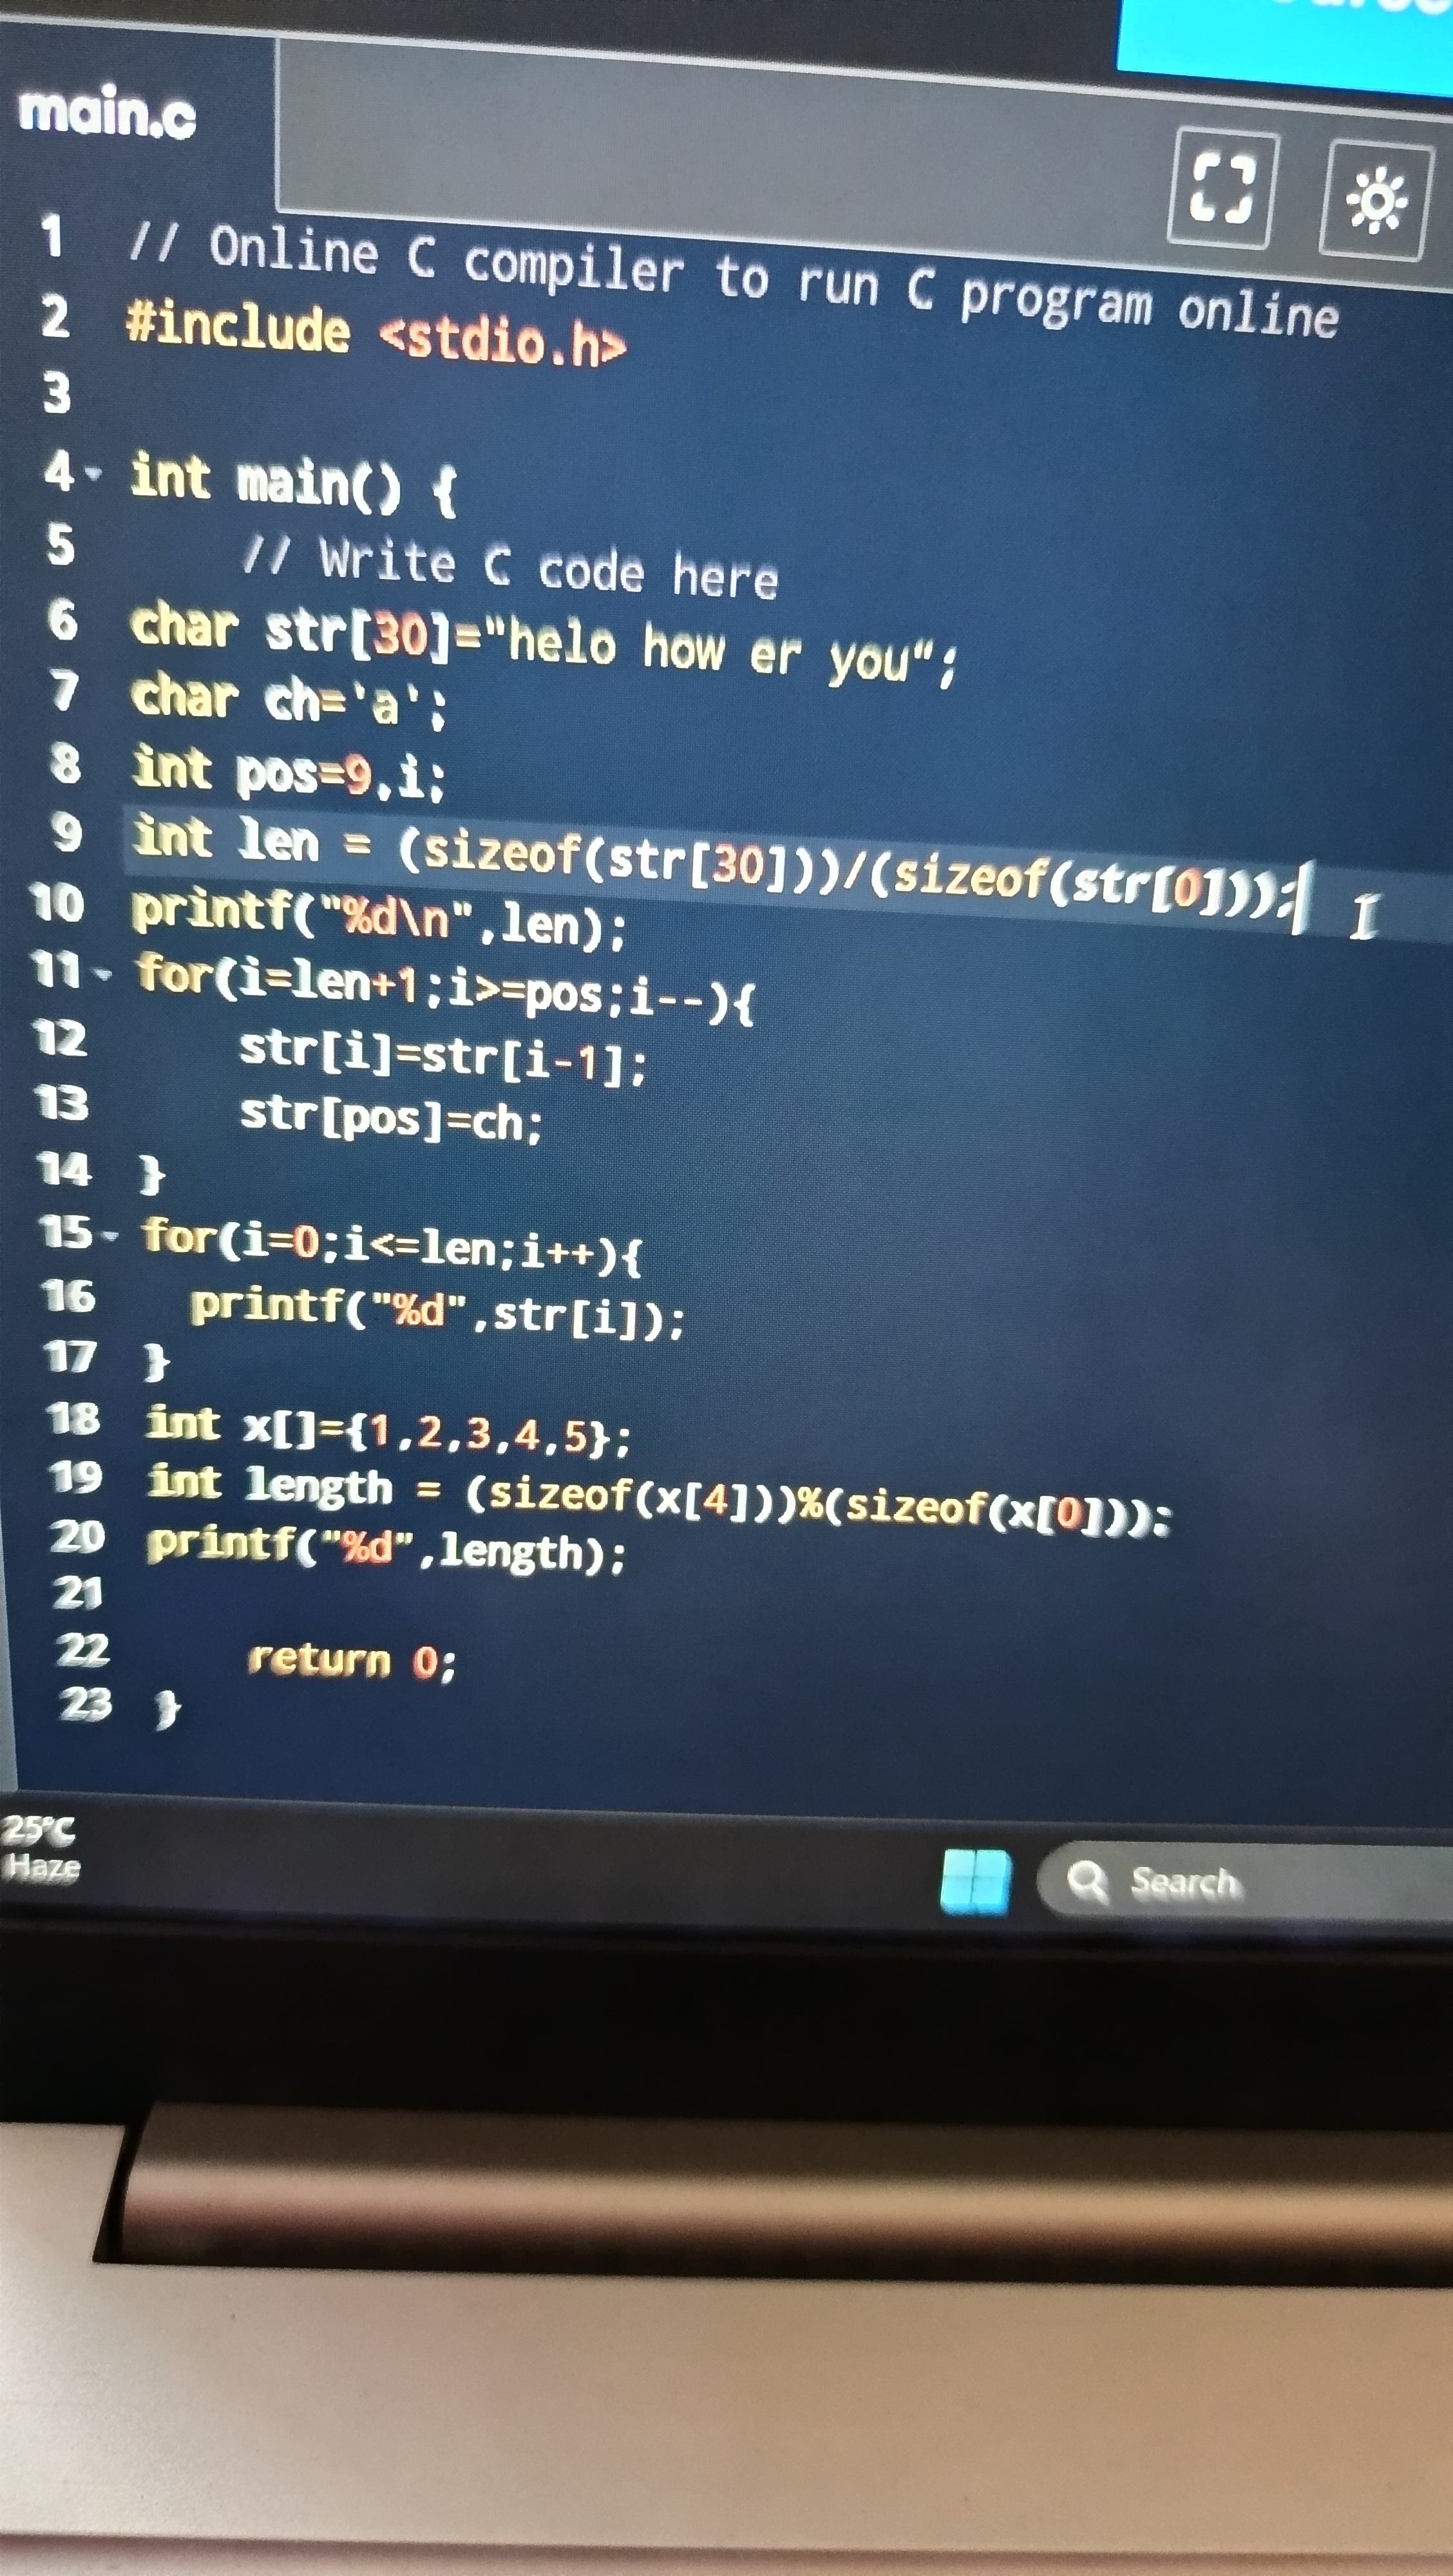 main.c
1 // Online C compiler to run C program online
2 #include <stdio.h>
3
4 int main() {
5     // Write C code here
6 char str[30]="helo how er you";
7 char ch='a';
8 int pos=9,i;
9 int len = (sizeof(str[30]))/(sizeof(str[0]));
10 printf("%d\n",len);
11 for(i=len+1;i>=pos;i--){
12     str[i]=str[i-1];
13     str[pos]=ch;
14 }
15 for(i=0;i<=len;i++){
16   printf("%d",str[i]);
17 }
18 int x[]={1,2,3,4,5};
19 int length = (sizeof(x[4]))%(sizeof(x[0]));
20 printf("%d",length);
21
22     return 0;
23 }
25°C
Haze
Search